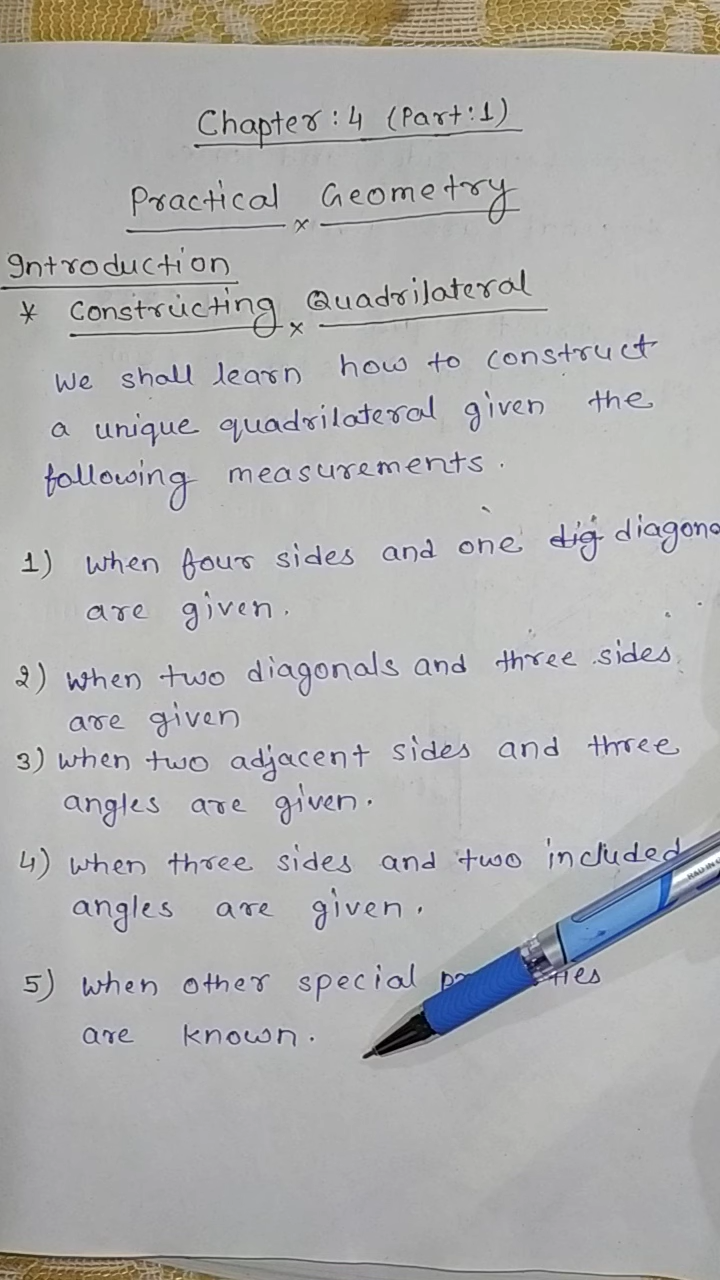 Chapter : 4 (Part : 1)
Practical Geometry
Introduction
* Constructing Quadrilateral
We shall learn how to construct
a unique quadrilateral given the
following measurements.
1) when four sides and one dig diagona
are given.
2) when two diagonals and three sides
are given
3) when two adjacent sides and three
angles are given.
4) when three sides and two included
angles are given.
5) when other special
are known.